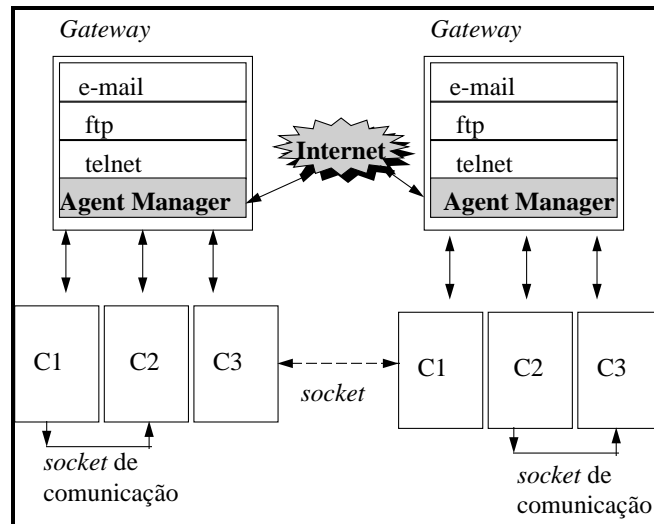 Gateway
e-mail
ftp
telnet
Agent Manager
Internet
Gateway
e-mail
ftp
telnet
Agent Manager
C1
C2
C3
socket
C1
C2
C3
socket de
comunicação
socket de
comunicação